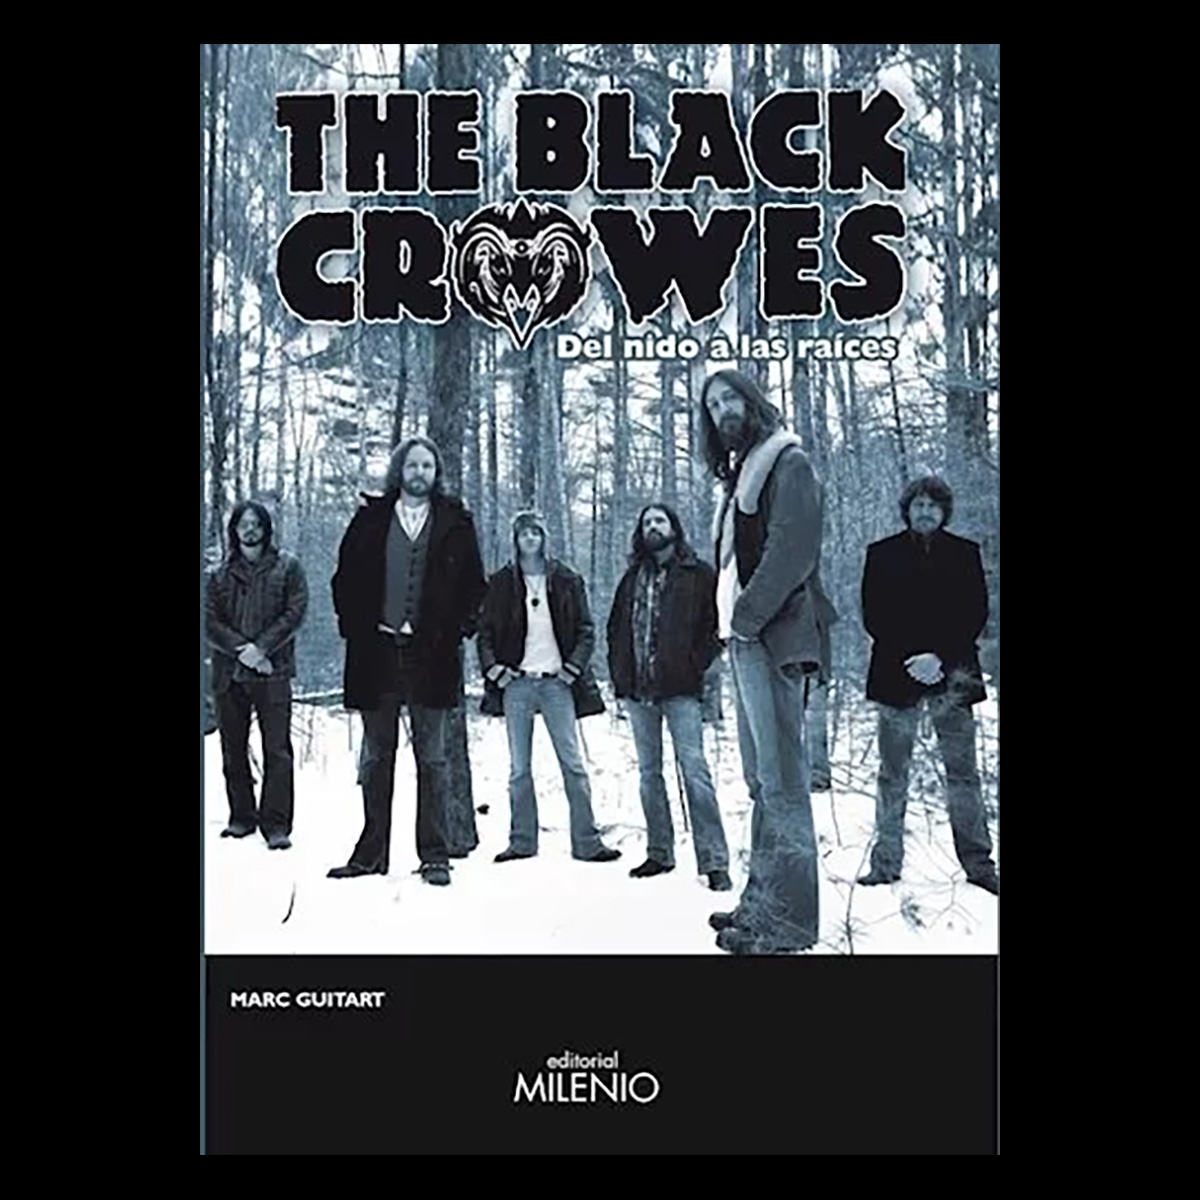 THE BLACK
CROWES
Del nido a las raíces
MARC GUITART
editorial
MILENIO